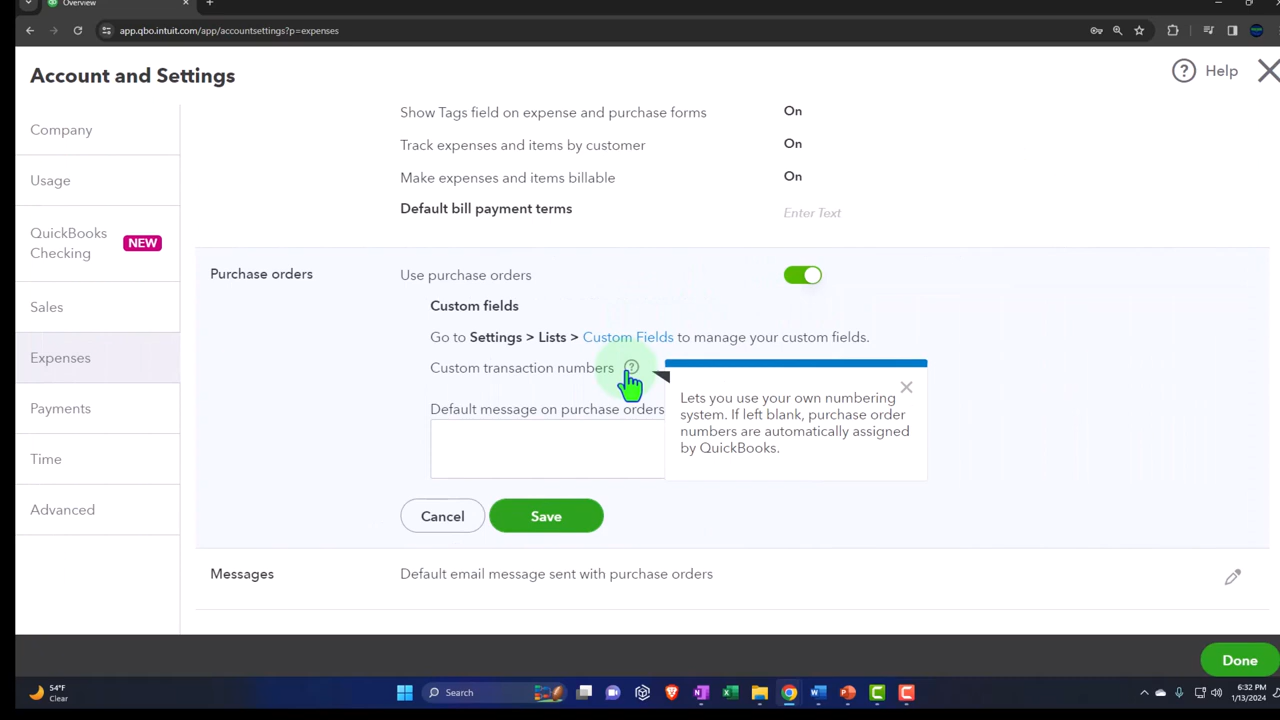 Overview
app.qbo.intuit.com/app/accountsettings?p=expenses
Account and Settings
Help
Company
Usage
QuickBooks
Checking
NEW
Sales
Expenses
Payments
Time
Advanced
Show Tags field on expense and purchase forms On
Track expenses and items by customer On
Make expenses and items billable On
Default bill payment terms Enter Text
Purchase orders
Use purchase orders
Custom fields
Go to Settings > Lists > Custom Fields to manage your custom fields.
Custom transaction numbers
Lets you use your own numbering
system. If left blank, purchase order
numbers are automatically assigned
by QuickBooks.
Default message on purchase orders
Cancel
Save
Messages
Default email message sent with purchase orders
Done
54°F
Clear
Search
6:32 PM
1/13/2024